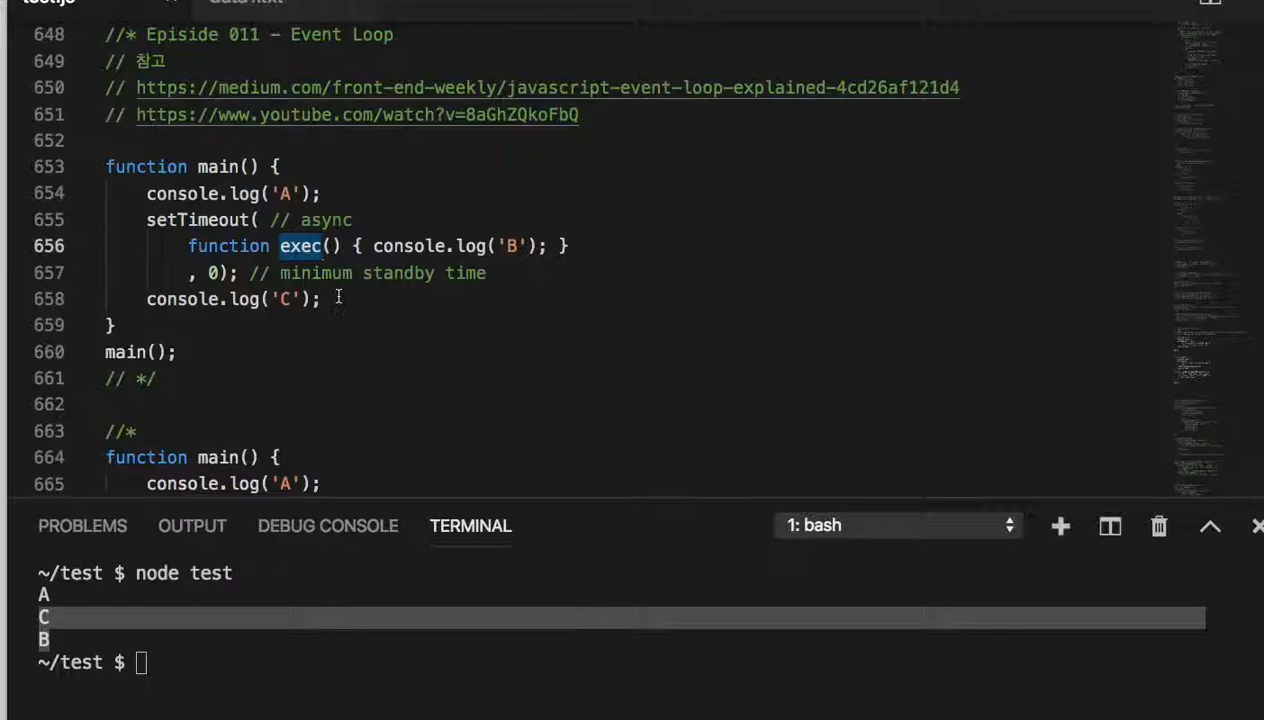 648 //* Episide 011 - Event Loop
649 // 참고
650 // https://medium.com/front-end-weekly/javascript-event-loop-explained-4cd26af121d4
651 // https://www.youtube.com/watch?v=8aGhZQkoFbQ
652
653 function main() {
654 console.log('A');
655 setTimeout( // async
656 function exec() { console.log('B'); }
657 , 0); // minimum standby time
658 console.log('C');
659 }
660 main();
661 // */
662
663 //*
664 function main() {
665 console.log('A');
PROBLEMS OUTPUT DEBUG CONSOLE TERMINAL 1: bash
~/test $ node test
A
C
B
~/test $